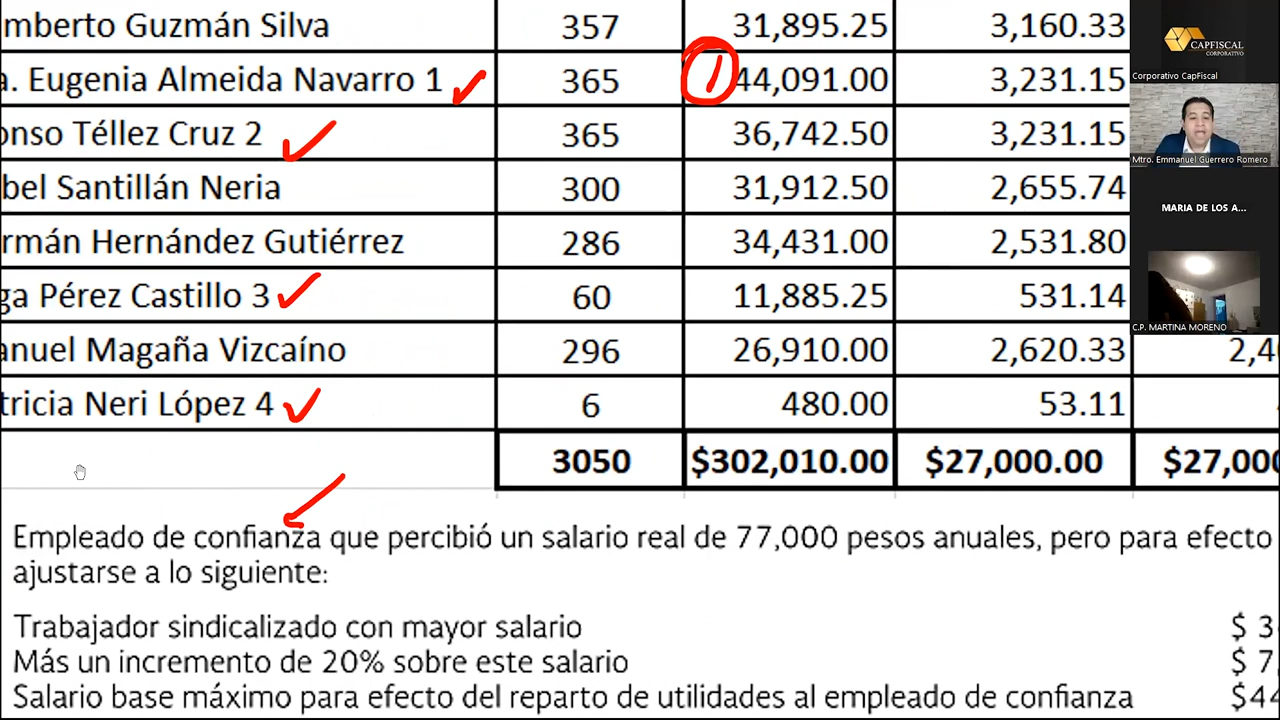 mberto Guzmán Silva 357 31,895.25 3,160.33
a. Eugenia Almeida Navarro 1 365 44,091.00 3,231.15
onso Téllez Cruz 2 365 36,742.50 3,231.15
bel Santillán Neria 300 31,912.50 2,655.74
rmán Hernández Gutiérrez 286 34,431.00 2,531.80
ga Pérez Castillo 3 60 11,885.25 531.14
anuel Magaña Vizcaíno 296 26,910.00 2,620.33 2,4
tricia Neri López 4 6 480.00 53.11
3050 $302,010.00 $27,000.00 $27,000
Empleado de confianza que percibió un salario real de 77,000 pesos anuales, pero para efecto
ajustarse a lo siguiente:
Trabajador sindicalizado con mayor salario $ 3
Más un incremento de 20% sobre este salario $ 7
Salario base máximo para efecto del reparto de utilidades al empleado de confianza $44
CAPFISCAL
CORPORATIVO
Corporativo CapFiscal
Mtro. Emmanuel Guerrero Romero
MARIA DE LOS A...
C.P. MARTINA MORENO